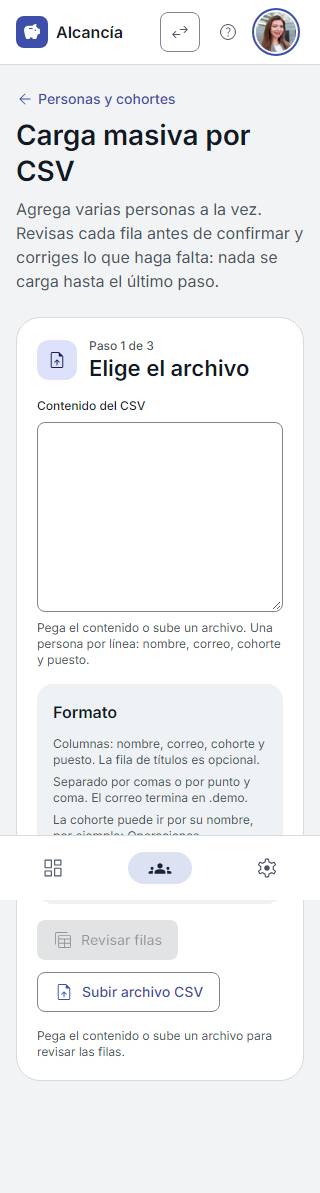 Alcancía
Personas y cohortes
Carga masiva por
CSV
Agrega varias personas a la vez.
Revisas cada fila antes de confirmar y
corriges lo que haga falta: nada se
carga hasta el último paso.
Paso 1 de 3
Elige el archivo
Contenido del CSV
Pega el contenido o sube un archivo. Una
persona por línea: nombre, correo, cohorte
y puesto.
Formato
Columnas: nombre, correo, cohorte y
puesto. La fila de títulos es opcional.
Separado por comas o por punto y
coma. El correo termina en .demo.
La cohorte puede ir por su nombre,
por ejemplo: Operaciones
Revisar filas
Subir archivo CSV
Pega el contenido o sube un archivo para
revisar las filas.